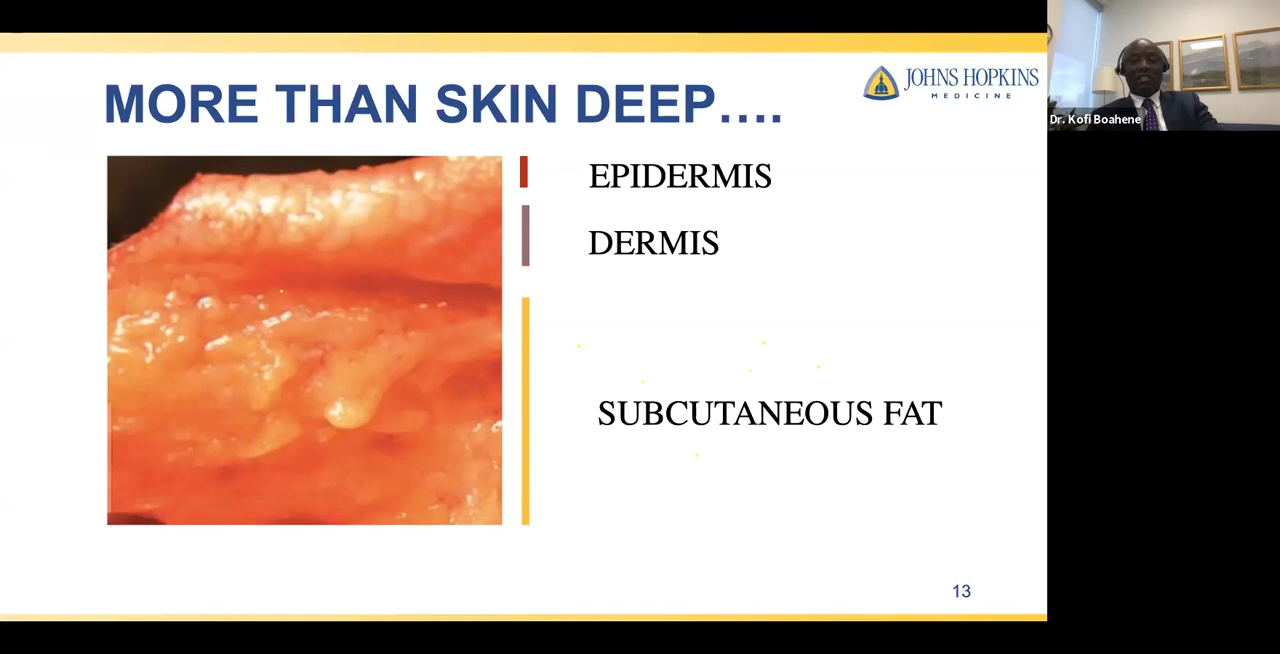 MORE THAN SKIN DEEP….
JOHNS HOPKINS
MEDICINE
Dr. Kofi Boahene
EPIDERMIS
DERMIS
SUBCUTANEOUS FAT
13